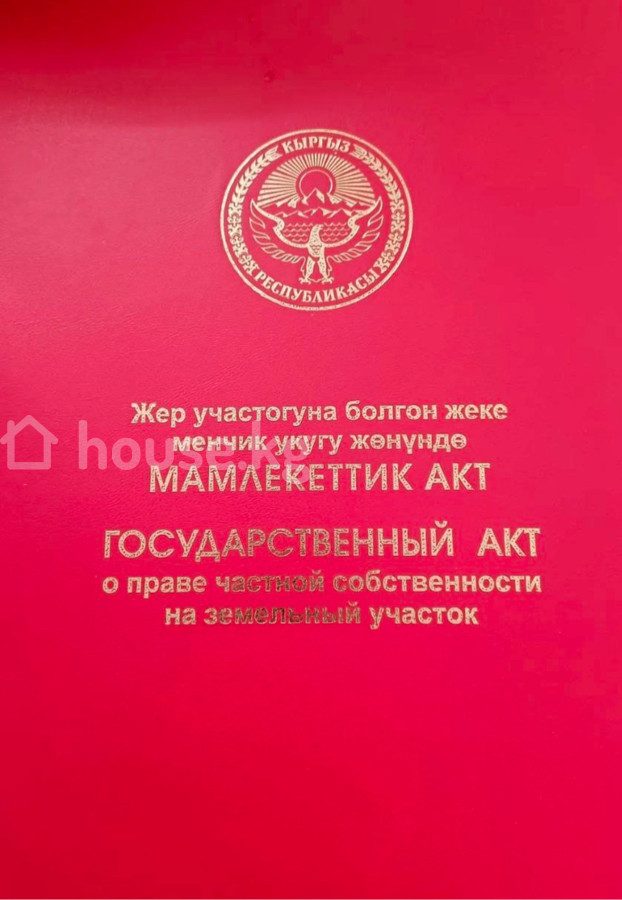 КЫРГЫЗ
РЕСПУБЛИКАСЫ
Жер участогуна болгон жеке
менчик укугу жөнүндө
house.kg
МАМЛЕКЕТТИК АКТ
ГОСУДАРСТВЕННЫЙ АКТ
о праве частной собственности
на земельный участок